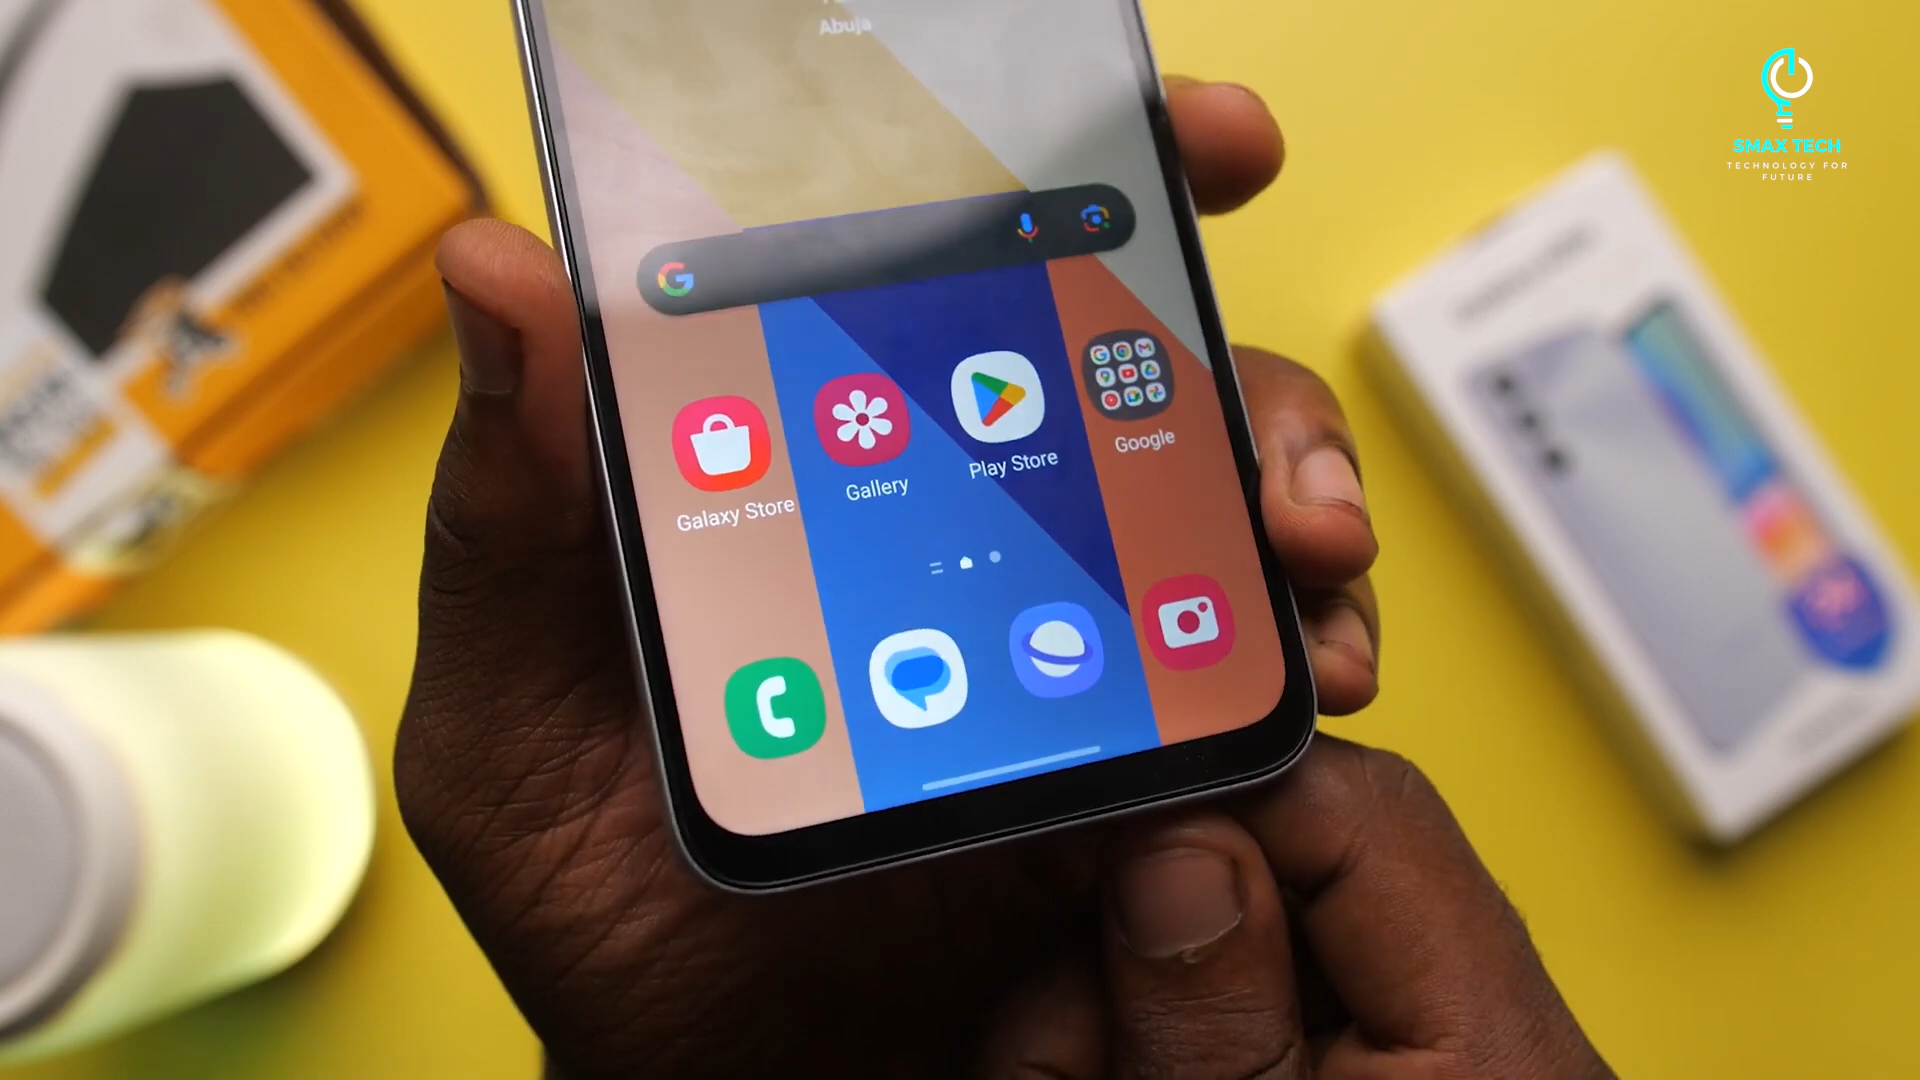 Abuja
SMAX TECH
TECHNOLOGY FOR
FUTURE
Galaxy Store
Gallery
Play Store
Google